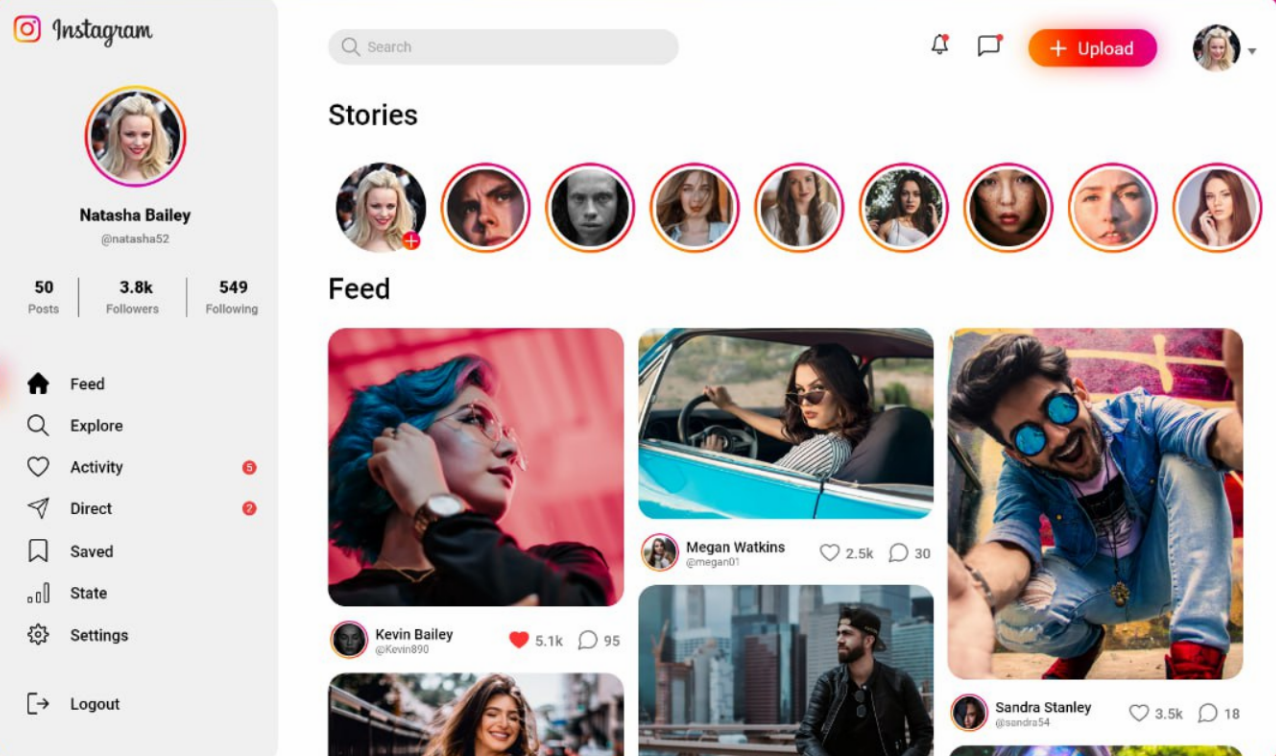 Instagram
Natasha Bailey
@natasha52
50
3.8k
549
Posts
Followers
Following
Feed
Explore
Activity
5
Direct
2
Saved
State
Settings
Logout
Search
Upload
Stories
Feed
Kevin Bailey
@Kevin890
5.1k
95
Megan Watkins
@megan01
2.5k
30
Sandra Stanley
@sandra54
3.5k
18